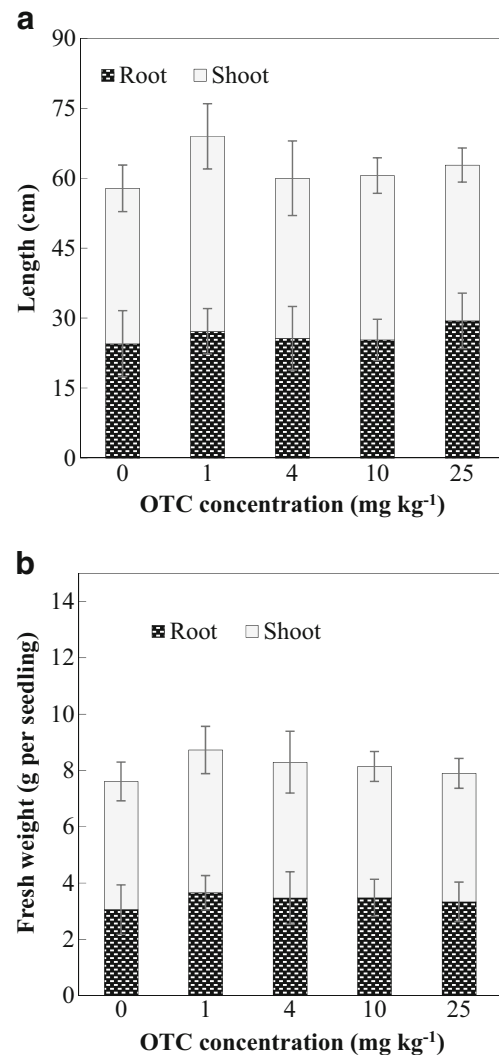 a
90
Root Shoot
75
60
45
30
15
0
Length (cm)
0 1 4 10 25
OTC concentration (mg kg⁻¹)
b
14
Root Shoot
12
10
8
6
4
2
0
Fresh weight (g per seedling)
0 1 4 10 25
OTC concentration (mg kg⁻¹)